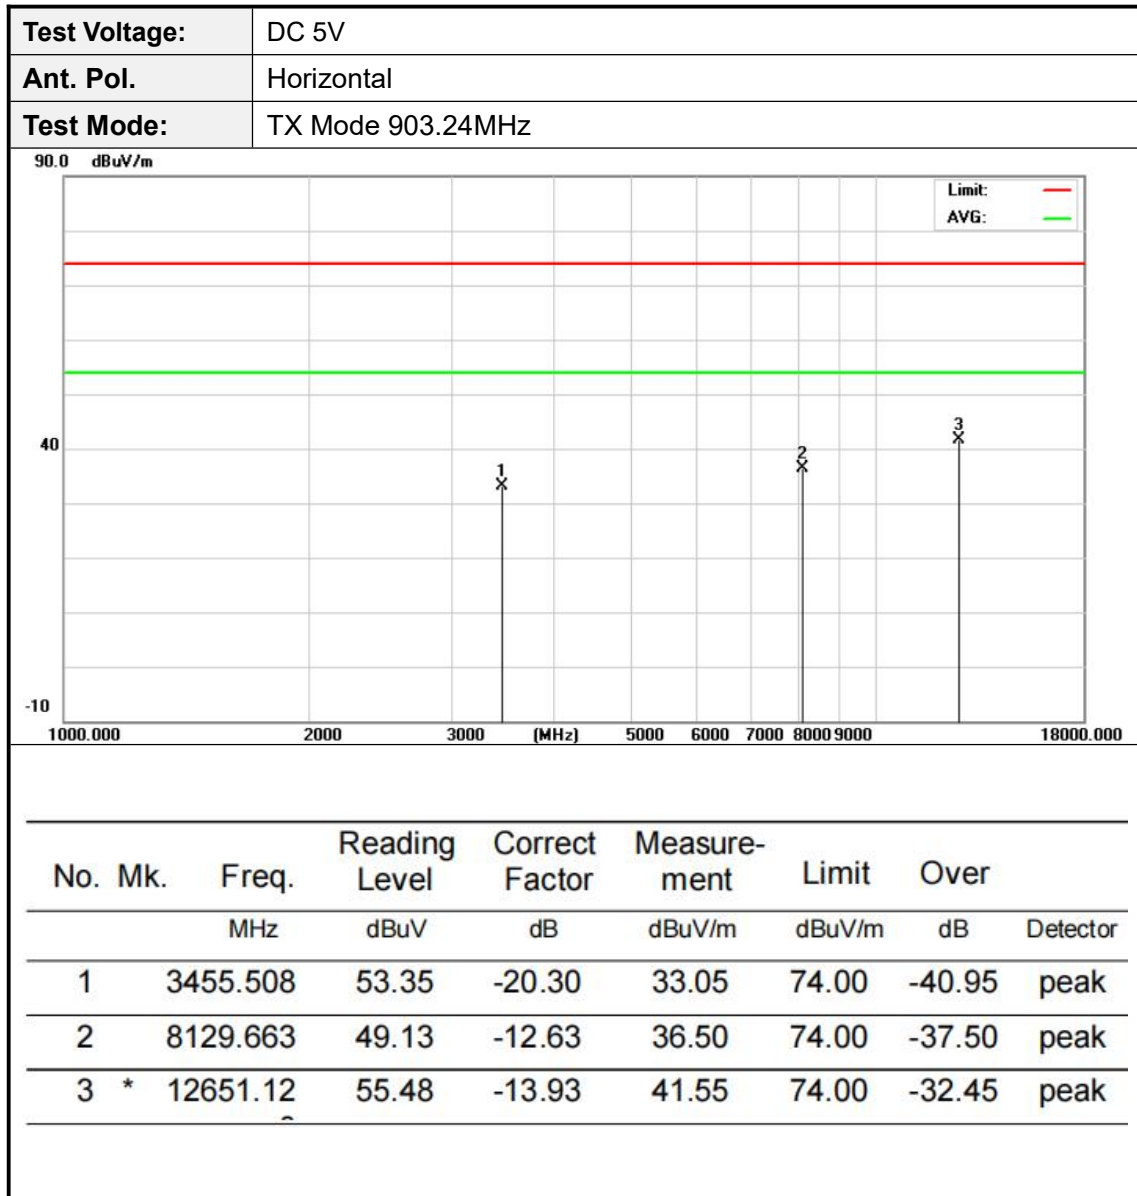 Test Voltage: DC 5V
Ant. Pol. Horizontal
Test Mode: TX Mode 903.24MHz
90.0 dBuV/m
Limit:
AVG:
3
40
2
1
-10
1000.000 2000 3000 (MHz) 5000 6000 7000 8000 9000 18000.000
No. Mk. Freq. Reading Level Correct Factor Measure-ment Limit Over
MHz dBuV dB dBuV/m dBuV/m dB Detector
1 3455.508 53.35 -20.30 33.05 74.00 -40.95 peak
2 8129.663 49.13 -12.63 36.50 74.00 -37.50 peak
3 * 12651.12 55.48 -13.93 41.55 74.00 -32.45 peak